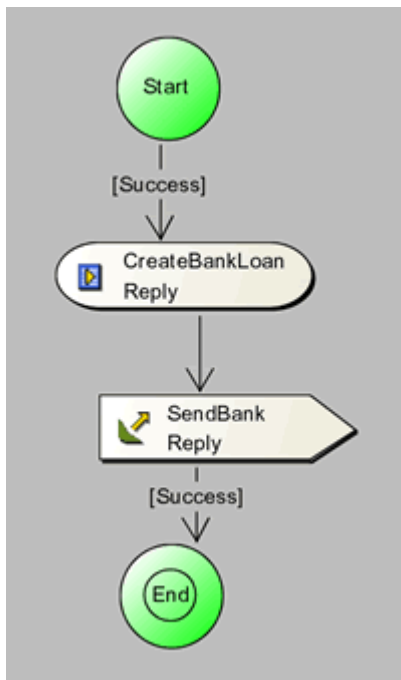 Start
[Success]
CreateBankLoan
Reply
SendBank
Reply
[Success]
End